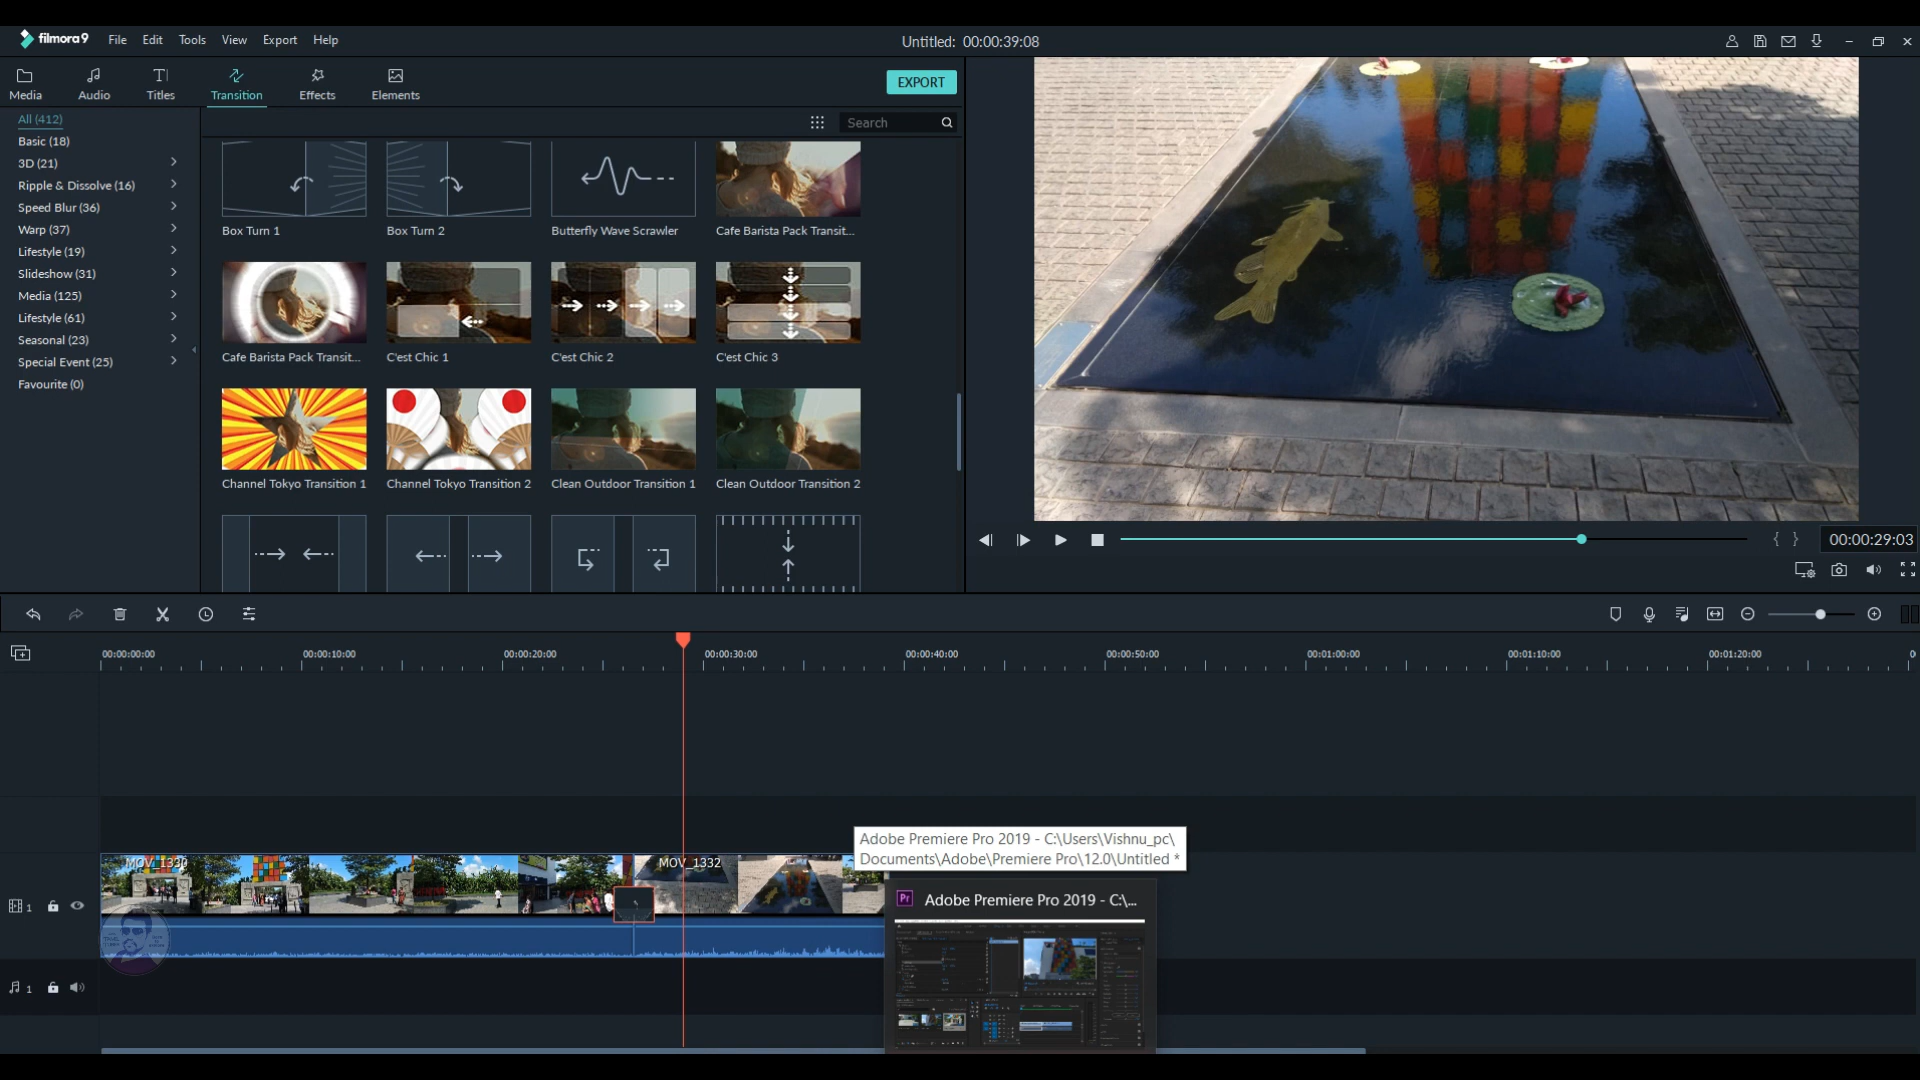 filmora9 File Edit Tools View Export Help
Untitled: 00:00:39:08
Media Audio Titles Transition Effects Elements
EXPORT
Search
All (412)
Basic (18)
3D (21)
Ripple & Dissolve (16)
Speed Blur (36)
Warp (37)
Lifestyle (19)
Slideshow (31)
Media (125)
Lifestyle (61)
Seasonal (23)
Special Event (25)
Favourite (0)
Box Turn 1
Box Turn 2
Butterfly Wave Scrawler
Cafe Barista Pack Transit...
Cafe Barista Pack Transit...
C'est Chic 1
C'est Chic 2
C'est Chic 3
Channel Tokyo Transition 1
Channel Tokyo Transition 2
Clean Outdoor Transition 1
Clean Outdoor Transition 2
{ } 00:00:29:03
00:00:00:00 00:00:10:00 00:00:20:00 00:00:30:00 00:00:40:00 00:00:50:00 00:01:00:00 00:01:10:00 00:01:20:00 0
MOV_1330
MOV_1332
1
1
Adobe Premiere Pro 2019 - C:\Users\Vishnu_pc\
Documents\Adobe\Premiere Pro\12.0\Untitled *
Pr Adobe Premiere Pro 2019 - C:\...